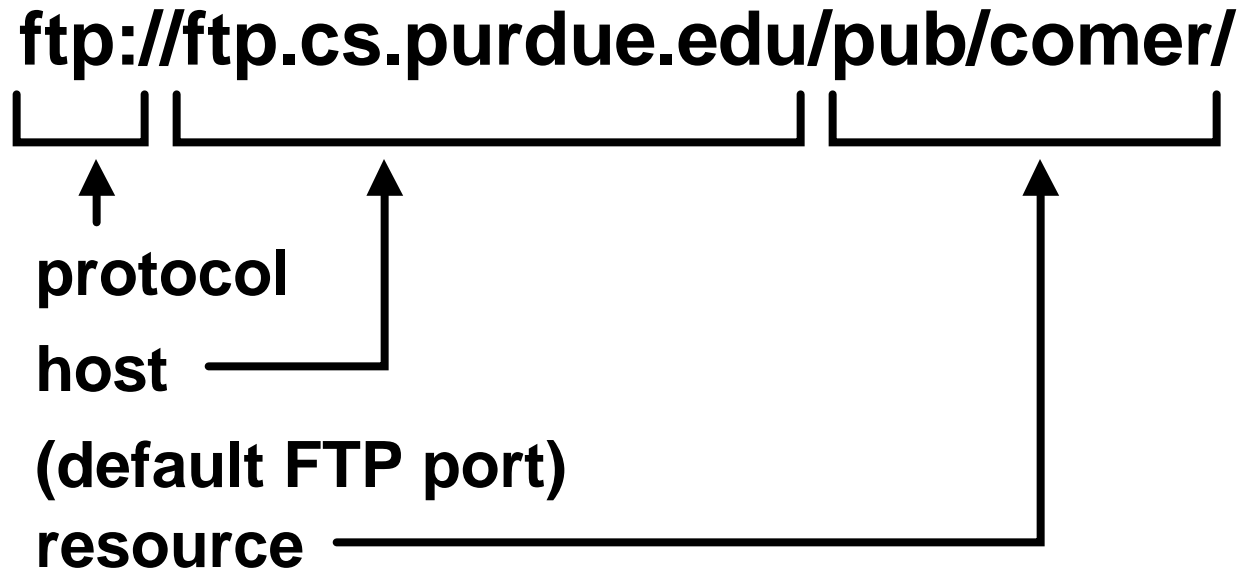 ftp://ftp.cs.purdue.edu/pub/comer/
protocol
host
(default FTP port)
resource